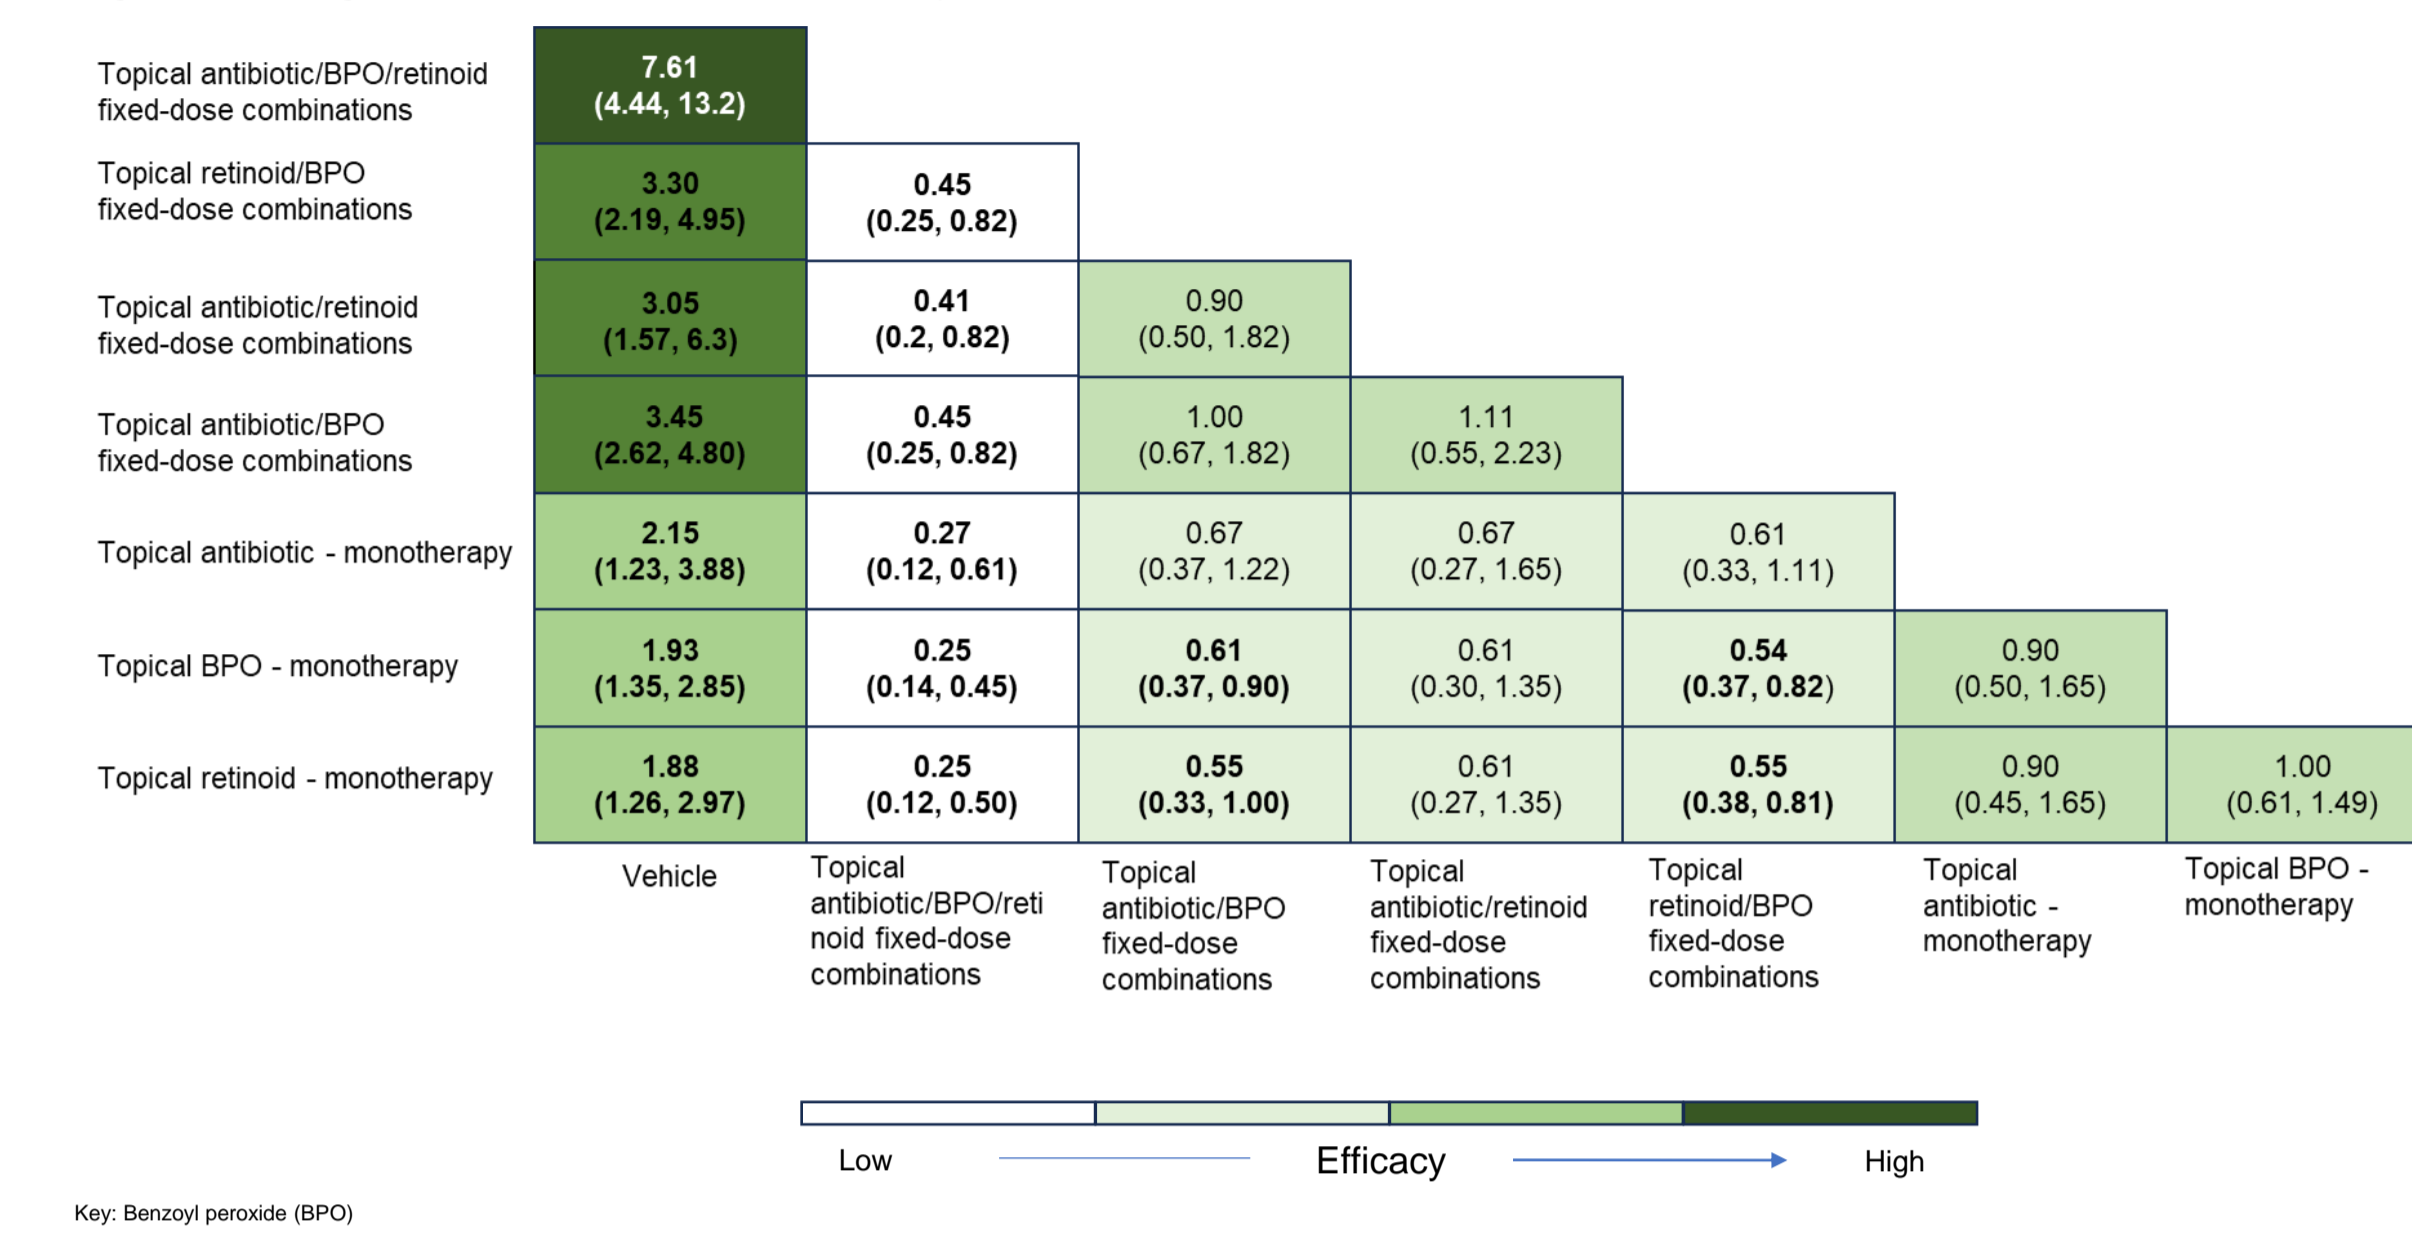 7.61
(4.44, 13.2)
Topical antibiotic/BPO/retinoid
fixed-dose combinations
Topical retinoid/BPO
fixed-dose combinations
3.30
(2.19, 4.95)
0.45
(0.25, 0.82)
Topical antibiotic/retinoid
fixed-dose combinations
3.05
(1.57, 6.3)
0.41
(0.2, 0.82)
0.90
(0.50, 1.82)
Topical antibiotic/BPO
fixed-dose combinations
3.45
(2.62, 4.80)
0.45
(0.25, 0.82)
1.00
(0.67, 1.82)
1.11
(0.55, 2.23)
Topical antibiotic - monotherapy
2.15
(1.23, 3.88)
0.27
(0.12, 0.61)
0.67
(0.37, 1.22)
0.67
(0.27, 1.65)
0.61
(0.33, 1.11)
Topical BPO - monotherapy
1.93
(1.35, 2.85)
0.25
(0.14, 0.45)
0.61
(0.37, 0.90)
0.61
(0.30, 1.35)
0.54
(0.37, 0.82)
0.90
(0.50, 1.65)
Topical retinoid - monotherapy
1.88
(1.26, 2.97)
0.25
(0.12, 0.50)
0.55
(0.33, 1.00)
0.61
(0.27, 1.35)
0.55
(0.38, 0.81)
0.90
(0.45, 1.65)
1.00
(0.61, 1.49)
Vehicle
Topical
antibiotic/BPO/reti
noid fixed-dose
combinations
Topical
antibiotic/BPO
fixed-dose
combinations
Topical
antibiotic/retinoid
fixed-dose
combinations
Topical
retinoid/BPO
fixed-dose
combinations
Topical
antibiotic -
monotherapy
Topical BPO -
monotherapy
Low
Efficacy
High
Key: Benzoyl peroxide (BPO)